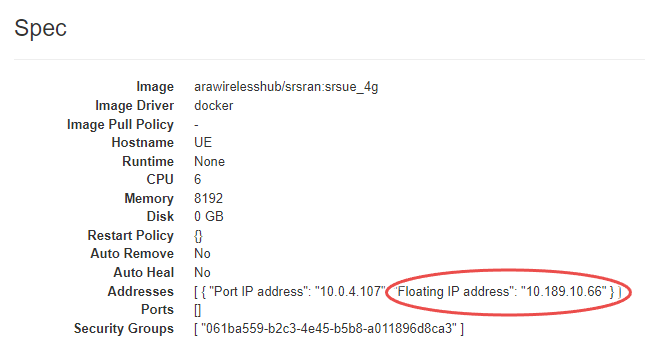 Spec
Image arawirelesshub/srsran:srsue_4g
Image Driver docker
Image Pull Policy -
Hostname UE
Runtime None
CPU 6
Memory 8192
Disk 0 GB
Restart Policy {}
Auto Remove No
Auto Heal No
Addresses [ { "Port IP address": "10.0.4.107", "Floating IP address": "10.189.10.66" } ]
Ports []
Security Groups [ "061ba559-b2c3-4e45-b5b8-a011896d8ca3" ]